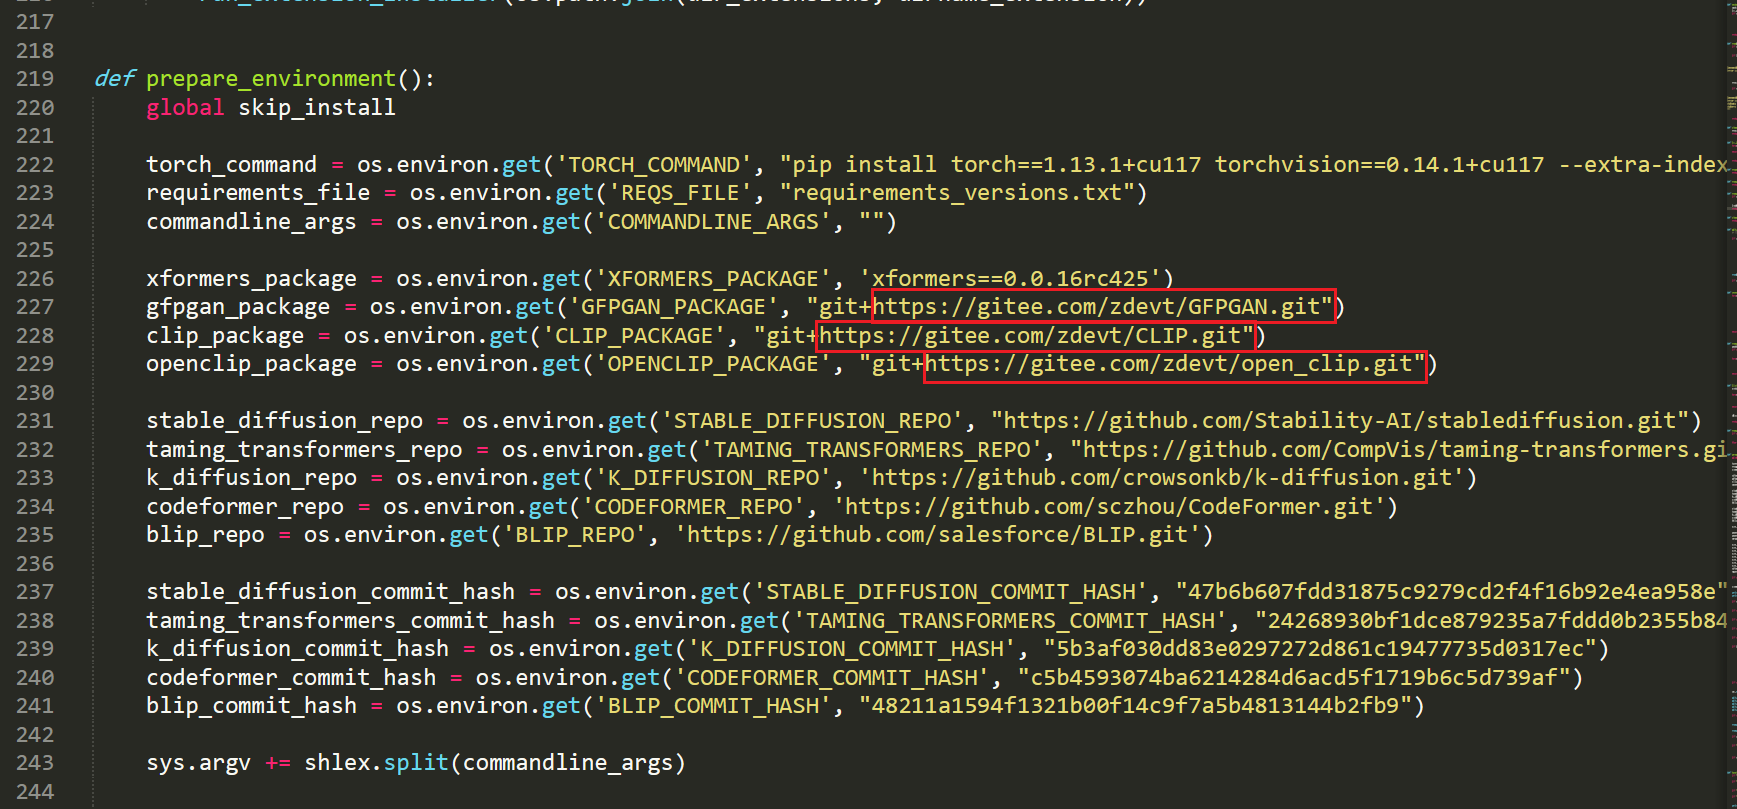 217
218
219 def prepare_environment():
220 global skip_install
221
222 torch_command = os.environ.get('TORCH_COMMAND', "pip install torch==1.13.1+cu117 torchvision==0.14.1+cu117 --extra-index
223 requirements_file = os.environ.get('REQS_FILE', "requirements_versions.txt")
224 commandline_args = os.environ.get('COMMANDLINE_ARGS', "")
225
226 xformers_package = os.environ.get('XFORMERS_PACKAGE', 'xformers==0.0.16rc425')
227 gfpgan_package = os.environ.get('GFPGAN_PACKAGE', "git+https://gitee.com/zdevt/GFPGAN.git")
228 clip_package = os.environ.get('CLIP_PACKAGE', "git+https://gitee.com/zdevt/CLIP.git")
229 openclip_package = os.environ.get('OPENCLIP_PACKAGE', "git+https://gitee.com/zdevt/open_clip.git")
230
231 stable_diffusion_repo = os.environ.get('STABLE_DIFFUSION_REPO', "https://github.com/Stability-AI/stablediffusion.git")
232 taming_transformers_repo = os.environ.get('TAMING_TRANSFORMERS_REPO', "https://github.com/CompVis/taming-transformers.gi
233 k_diffusion_repo = os.environ.get('K_DIFFUSION_REPO', 'https://github.com/crowsonkb/k-diffusion.git')
234 codeformer_repo = os.environ.get('CODEFORMER_REPO', 'https://github.com/sczhou/CodeFormer.git')
235 blip_repo = os.environ.get('BLIP_REPO', 'https://github.com/salesforce/BLIP.git')
236
237 stable_diffusion_commit_hash = os.environ.get('STABLE_DIFFUSION_COMMIT_HASH', "47b6b607fdd31875c9279cd2f4f16b92e4ea958e"
238 taming_transformers_commit_hash = os.environ.get('TAMING_TRANSFORMERS_COMMIT_HASH', "24268930bf1dce879235a7fddd0b2355b84
239 k_diffusion_commit_hash = os.environ.get('K_DIFFUSION_COMMIT_HASH', "5b3af030dd83e0297272d861c19477735d0317ec")
240 codeformer_commit_hash = os.environ.get('CODEFORMER_COMMIT_HASH', "c5b4593074ba6214284d6acd5f1719b6c5d739af")
241 blip_commit_hash = os.environ.get('BLIP_COMMIT_HASH', "48211a1594f1321b00f14c9f7a5b4813144b2fb9")
242
243 sys.argv += shlex.split(commandline_args)
244